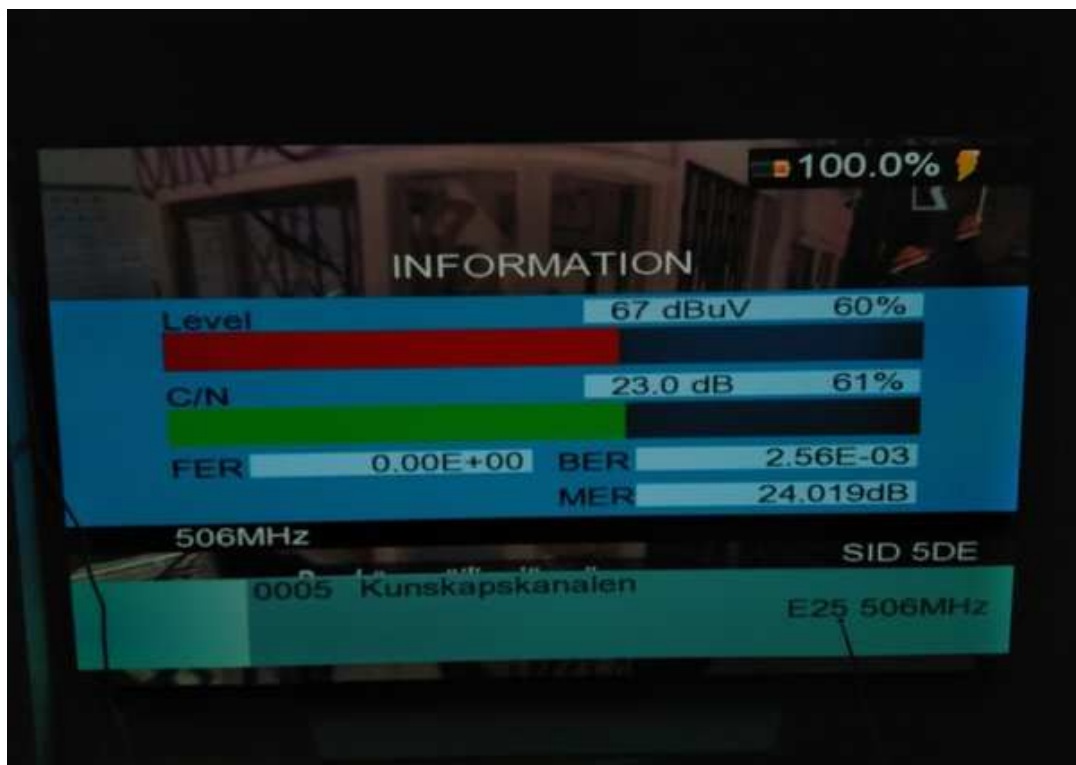 100.0%
INFORMATION
Level 67 dBuV 60%
C/N 23.0 dB 61%
FER 0.00E+00 BER 2.56E-03
MER 24.019dB
506MHz
SID 5DE
0005 Kunskapskanalen
E25 506MHz